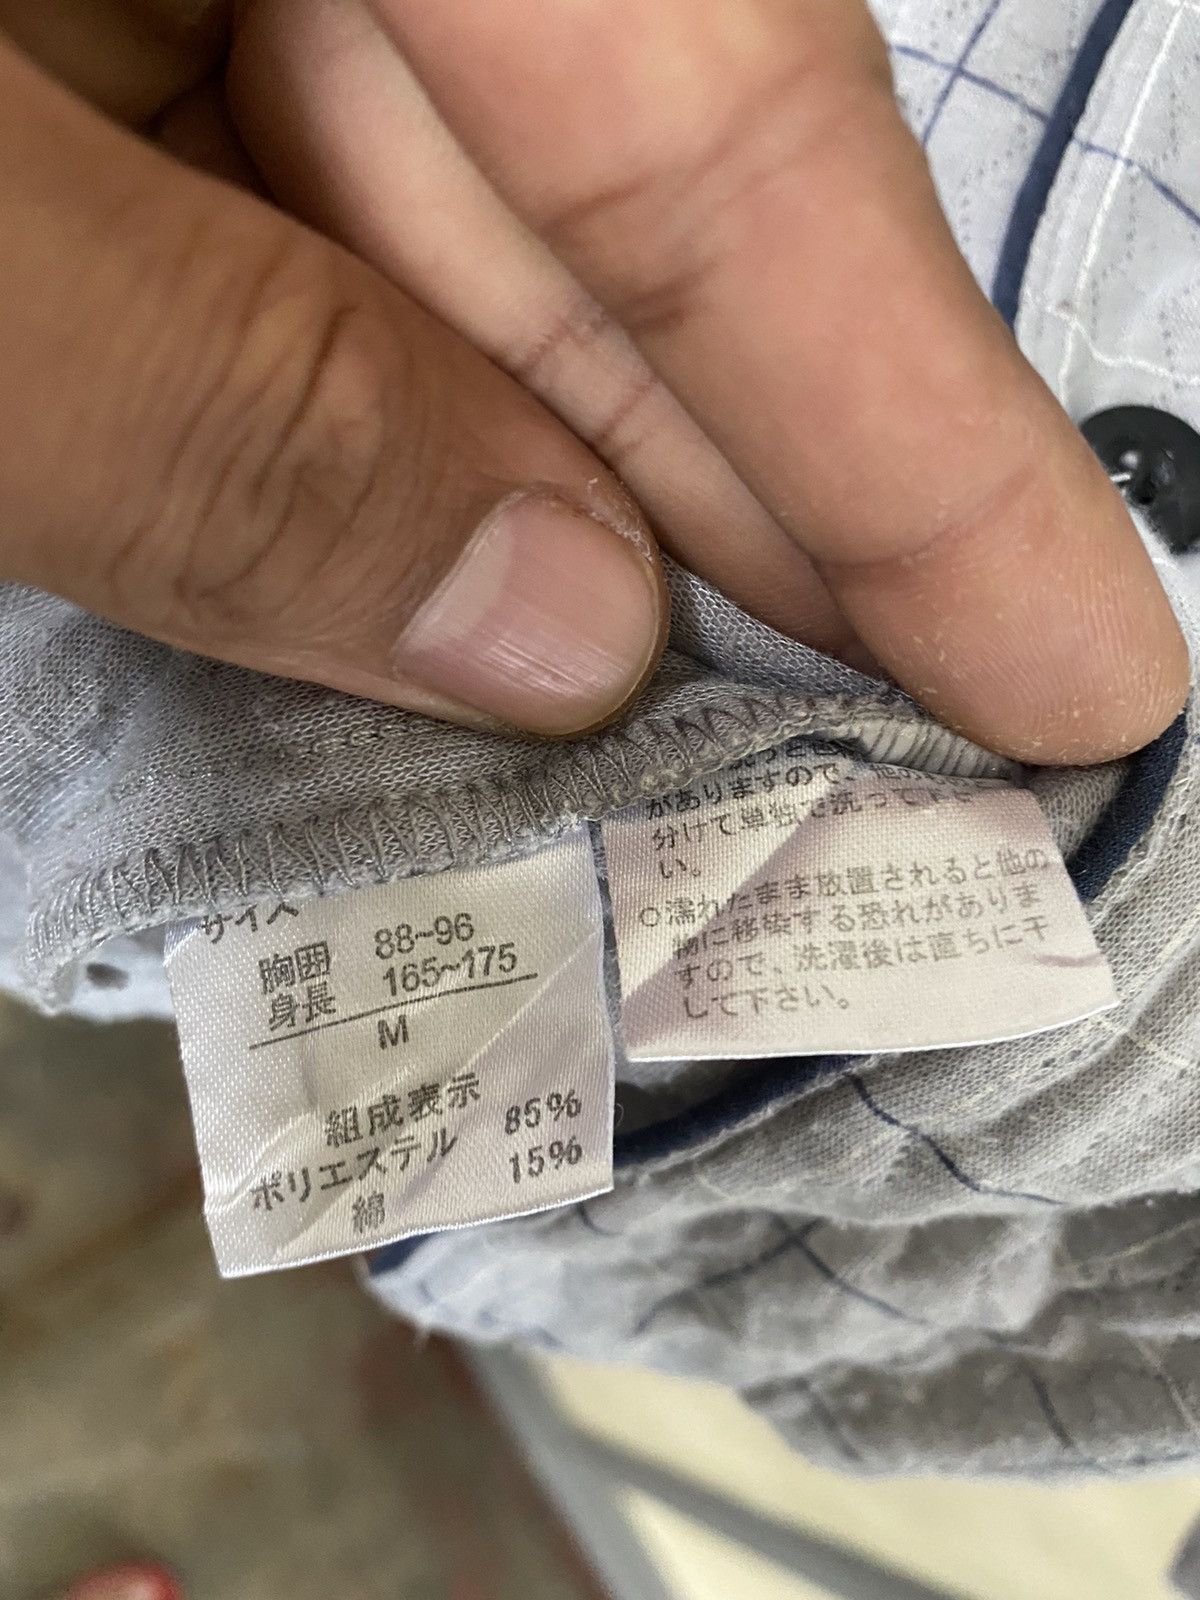 サイズ
胸囲 88~96
身長 165~175
M
組成表示
ポリエステル 85%
綿 15%
がありますので、他の
分けて単独で洗って下さ
い。
○濡れたまま放置されると他の
物に移染する恐れがありま
すので、洗濯後は直ちに干
して下さい。